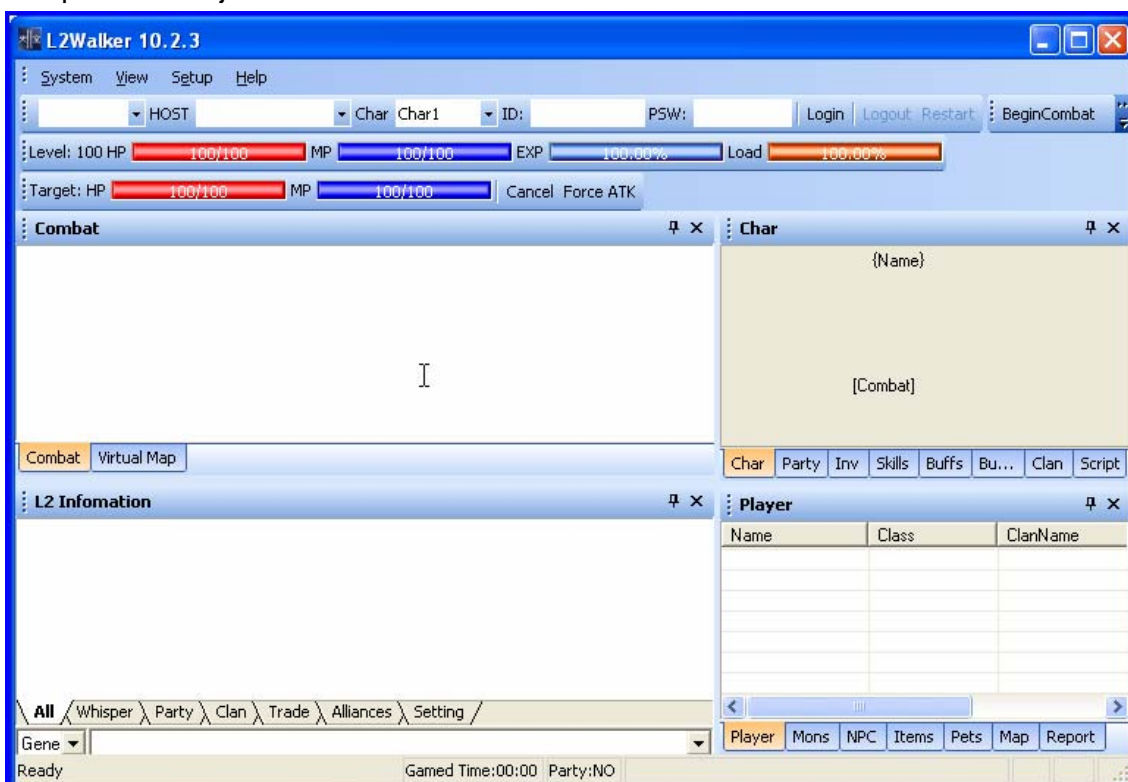 L2Walker 10.2.3
System View Setup Help
HOST Char Char1 ID: PSW: Login Logout Restart BeginCombat
Level: 100 HP 100/100 MP 100/100 EXP 100.00% Load 100.00%
Target: HP 100/100 MP 100/100 Cancel Force ATK
Combat
Char
{Name}
[Combat]
Combat Virtual Map
Char Party Inv Skills Buffs Bu... Clan Script
L2 Infomation
Player
Name Class ClanName
All Whisper Party Clan Trade Alliances Setting
Gene
Player Mons NPC Items Pets Map Report
Ready Gamed Time:00:00 Party:NO